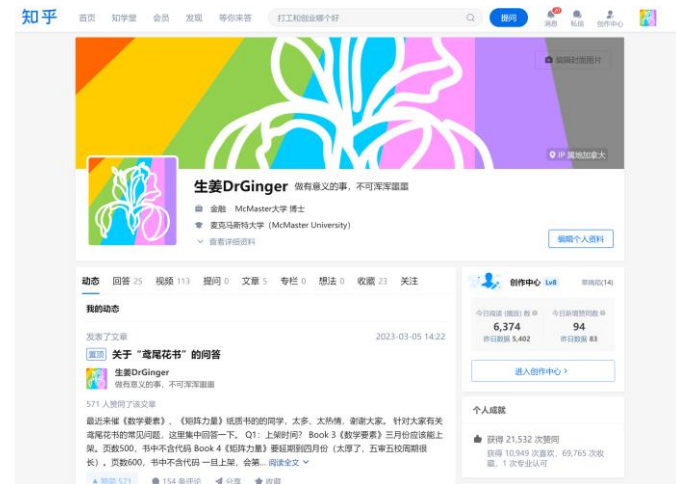 知乎 首页 知学堂 会员 发现 等你来答 打工和创业哪个好 提问 消息 私信 创作中心
编辑封面图片
IP 属地加拿大
生姜DrGinger 做有意义的事，不可浑浑噩噩
金融 McMaster大学 博士
麦克马斯特大学（McMaster University）
查看详细资料
编辑个人资料
动态 回答 25 视频 113 提问 0 文章 5 专栏 0 想法 0 收藏 23 关注
我的动态
发表了文章 2023-03-05 14:22
置顶 关于“鸢尾花书”的问答
生姜DrGinger
做有意义的事，不可浑浑噩噩
571 人赞同了该文章
最近来催《数学要素》、《矩阵力量》纸质书的的同学，太多、太热情，谢谢大家。 针对大家有关
鸢尾花书的常见问题，这里集中回答一下。 Q1：上架时间？ Book 3《数学要素》三月份应该能上
架。页数500，书中不含代码 Book 4《矩阵力量》要延期到四月份（太厚了，五审五校周期很
长）。页数600，书中不含代码 一旦上架，会第... 阅读全文
赞同 571 154 条评论 分享 收藏
创作中心 Lv8
今日阅读 (播放) 数 今日新增赞同数
6,374 94
昨日数据 5,402 昨日数据 83
进入创作中心
个人成就
获得 21,532 次赞同
获得 10,949 次喜欢，69,765 次收
藏，1 次专业认可